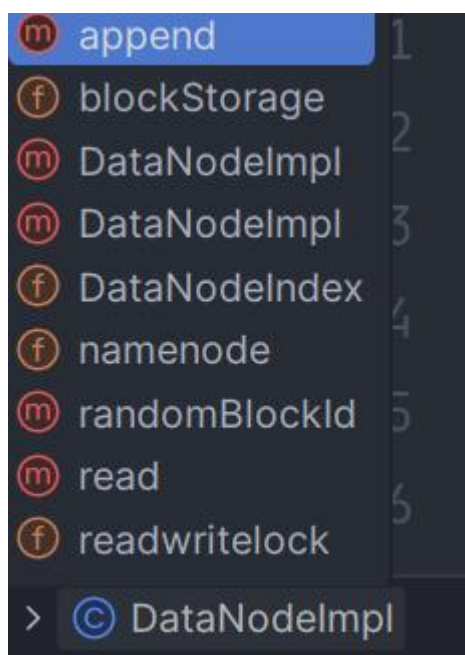 append
blockStorage
DataNodeImpl
DataNodeImpl
DataNodeIndex
namenode
randomBlockId
read
readwritelock
DataNodeImpl
1
2
3
4
5
6